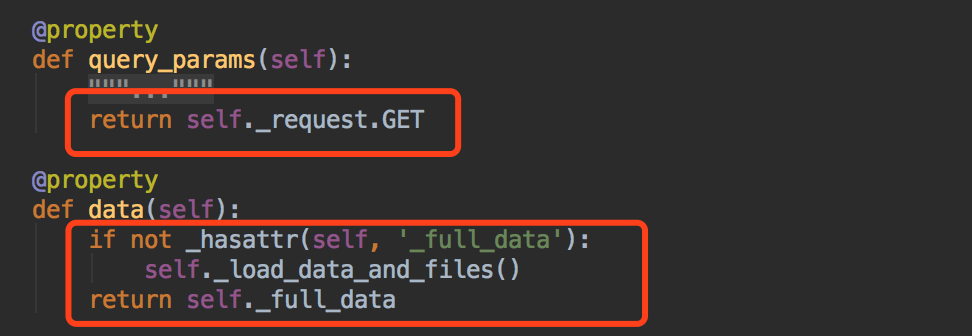 @property
def query_params(self):
"""..."""
return self._request.GET
@property
def data(self):
if not _hasattr(self, '_full_data'):
self._load_data_and_files()
return self._full_data